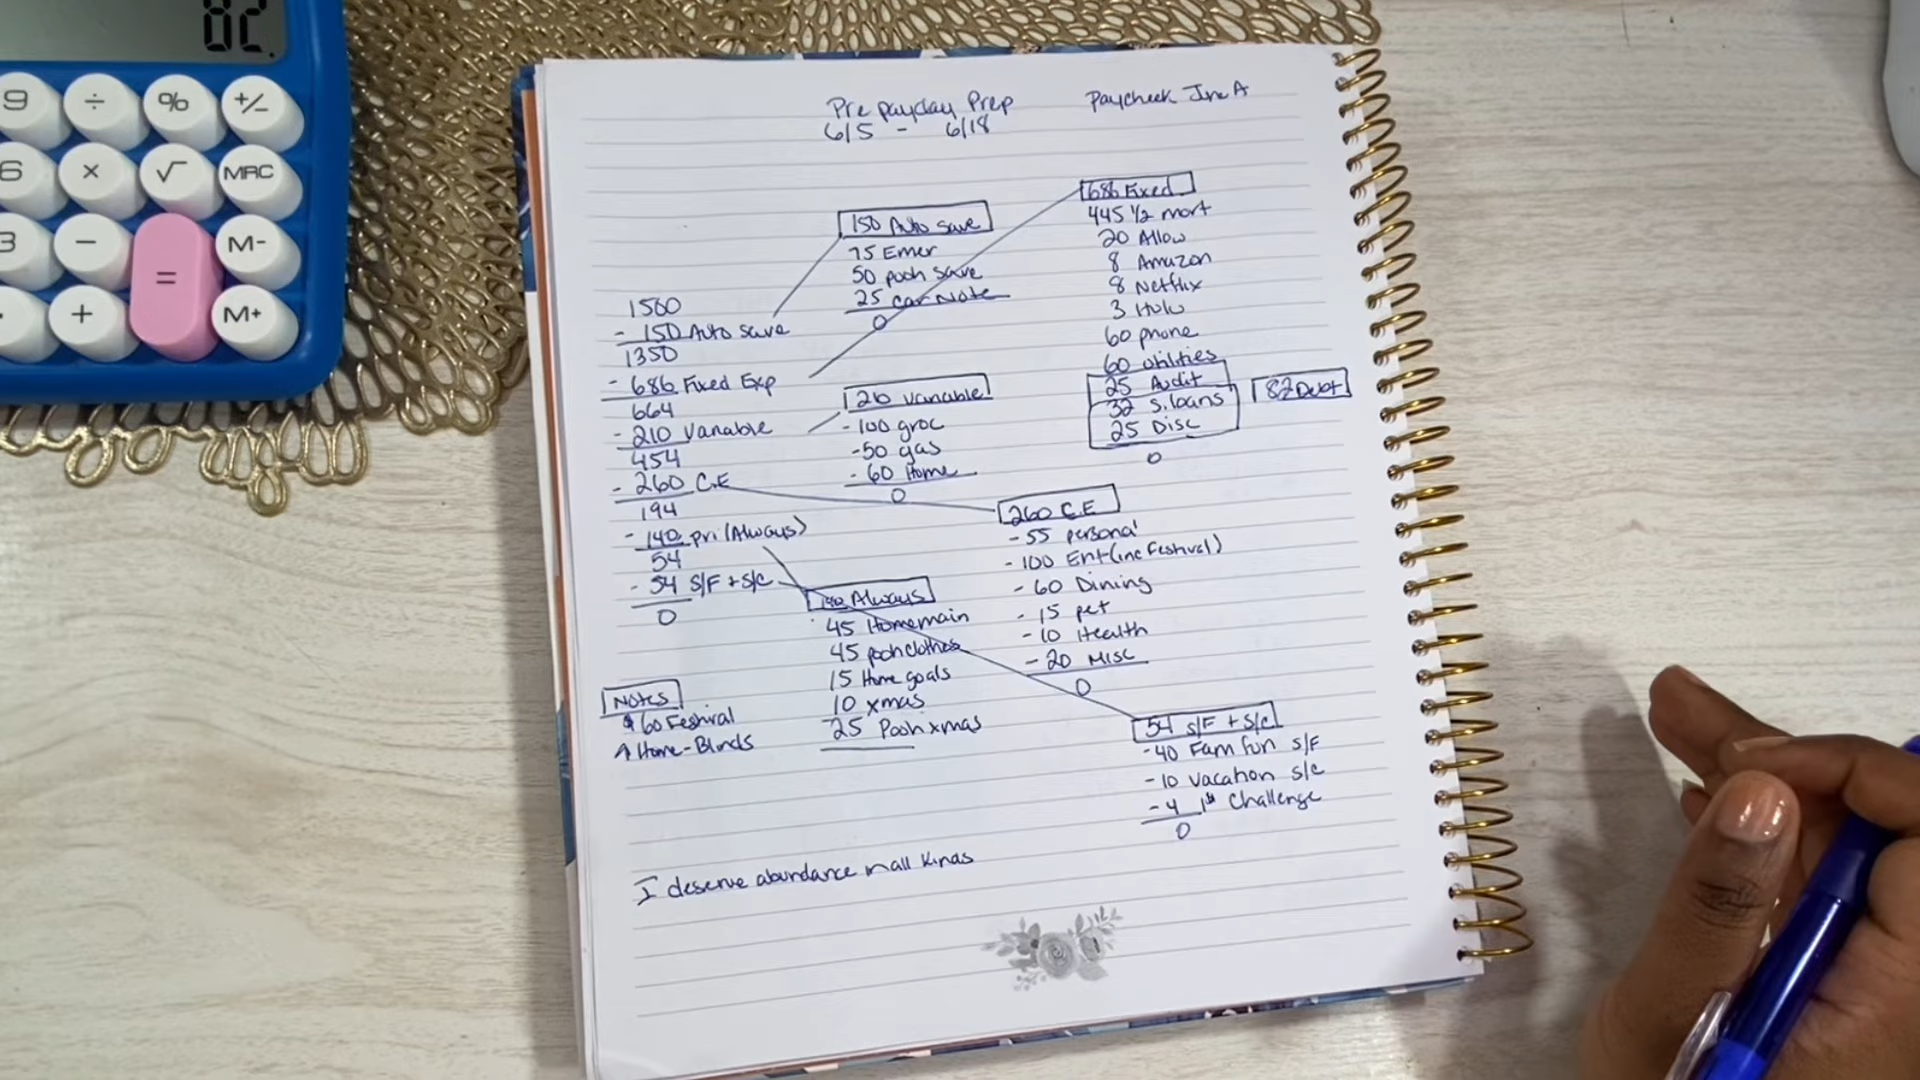 82.
9 ÷ % +/-
6 × √ MRC
3 - = M-
. + M+
Pre payday Prep
6/5 - 6/18
Paycheck June A
1500
- 150 Auto save
1350
- 686 Fixed Exp
664
- 210 Variable
454
- 260 C.E
194
- 140 pri (Always)
54
- 54 S/F + S/C
0
150 Auto save
75 Emer
50 pooh save
25 car Note
0
210 variable
- 100 groc
- 50 gas
- 60 Home
0
686 Fixed
445 1/2 mort
20 Allow
8 Amazon
8 Netflix
3 Hulu
60 phone
60 utilities
25 Audit
32 S. loans
25 Disc
0
82 Debt
260 C.E
- 55 personal
- 100 Ent (inc Festival)
- 60 Dining
- 15 pet
- 10 Health
- 20 Misc
0
140 Always
45 Homemain
45 pooh clothes
15 Home goals
10 xmas
25 Pooh xmas
54 S/F + S/C
- 40 Fam fun S/F
- 10 vacation S/C
- 4 1st Challenge
0
Notes
$60 Festival
↑ Home - Blinds
I deserve abundance in all kinds